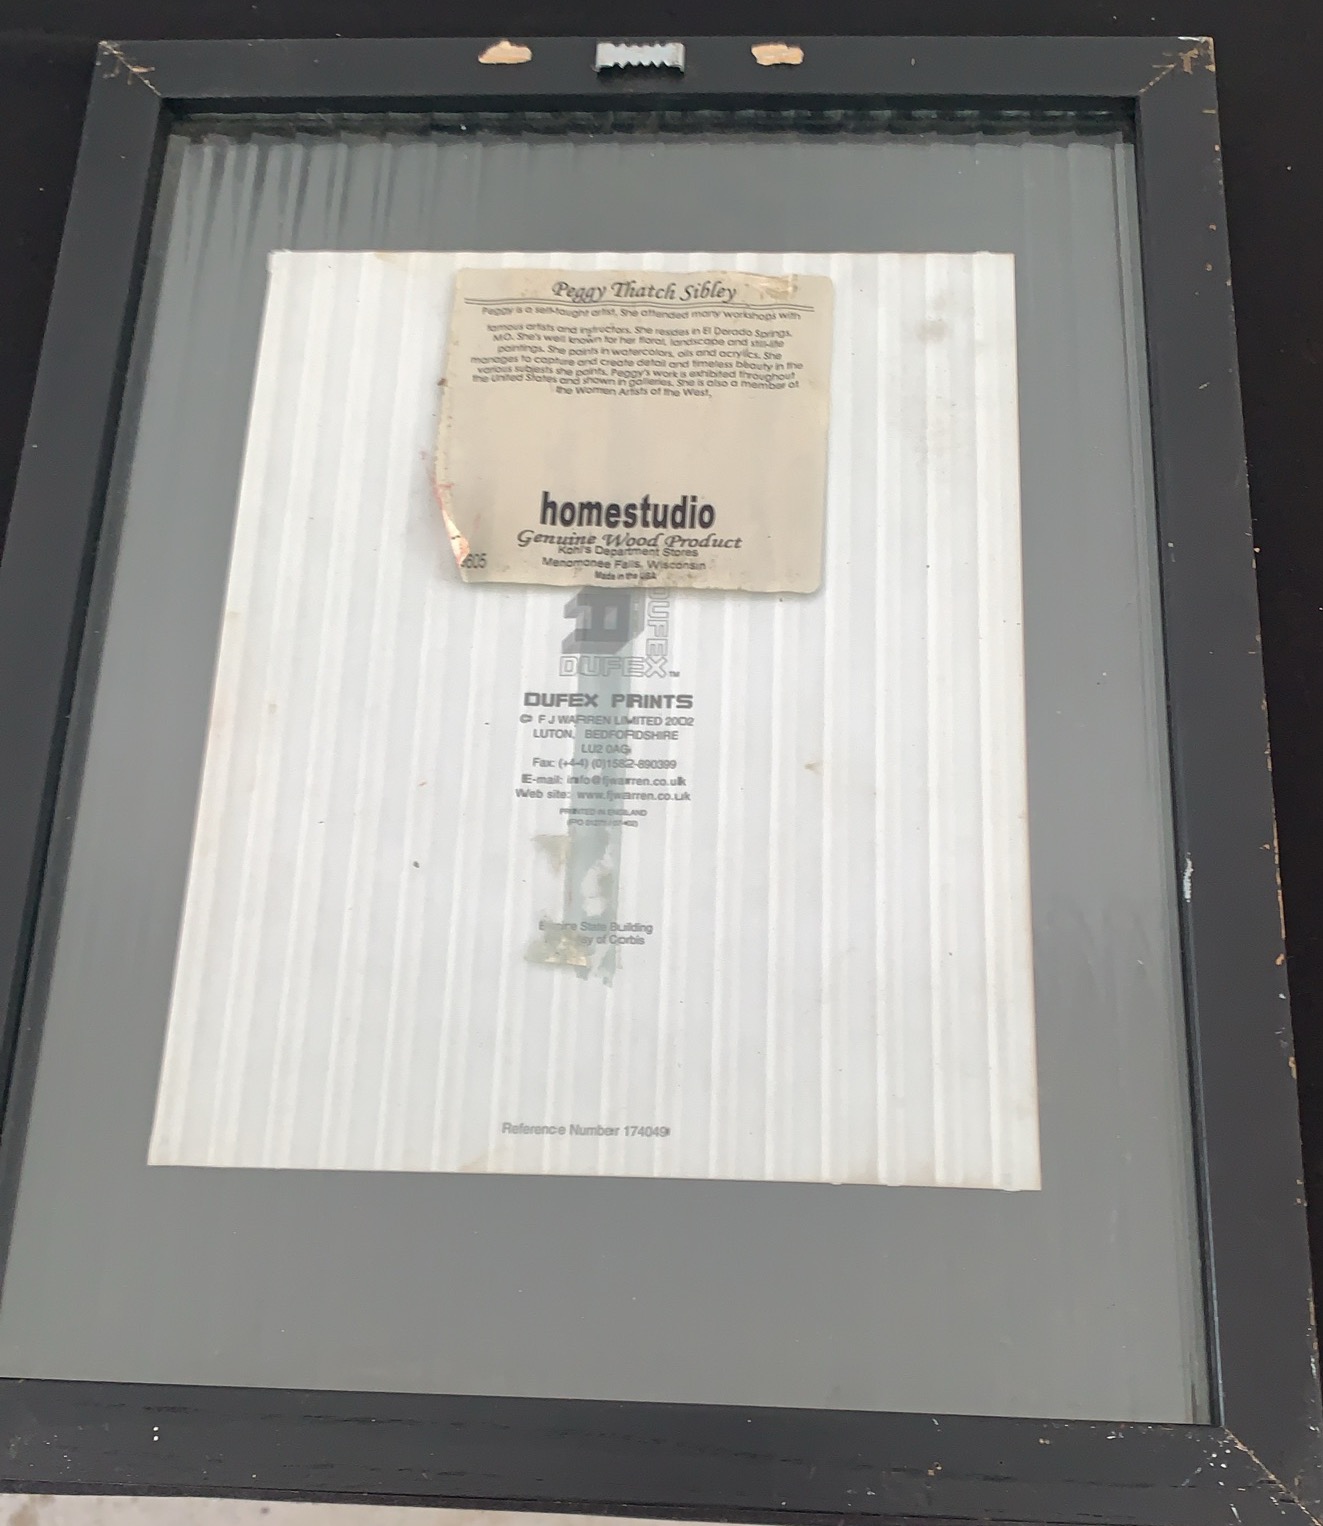 Peggy Thatch Sibley
Peggy is a self-taught artist. She attended many workshops with
famous artists and instructors. She resides in El Dorado Springs,
MO. She's well known for her floral, landscape and still-life
paintings. She paints in watercolors, oils and acrylics. She
manages to capture and create detail and timeless beauty in the
various subjests she paints. Peggy's work is exhibited throughout
the United States and shown in galleries. She is also a member of
the Women Artists of the West,
homestudio
Genuine Wood Product
Kohl's Department Stores
Menomonee Falls, Wisconsin
Made in the USA
605
DUFEX
DUFEX™
DUFEX PRINTS
© F J WARREN LIMITED 2002
LUTON, BEDFORDSHIRE
LU2 0AG
Fax: (+44) (0)1582-890399
E-mail: info@fjwarren.co.uk
Web site: www.fjwarren.co.uk
PRINTED IN ENGLAND
State Building
of Corbis
Reference Number 174049